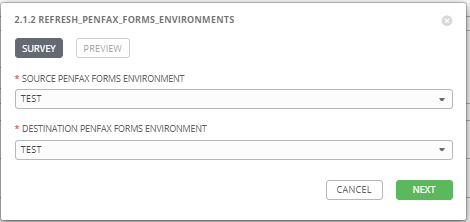 2.1.2 REFRESH_PENFAX_FORMS_ENVIRONMENTS
SURVEY PREVIEW
* SOURCE PENFAX FORMS ENVIRONMENT
TEST
* DESTINATION PENFAX FORMS ENVIRONMENT
TEST
CANCEL NEXT